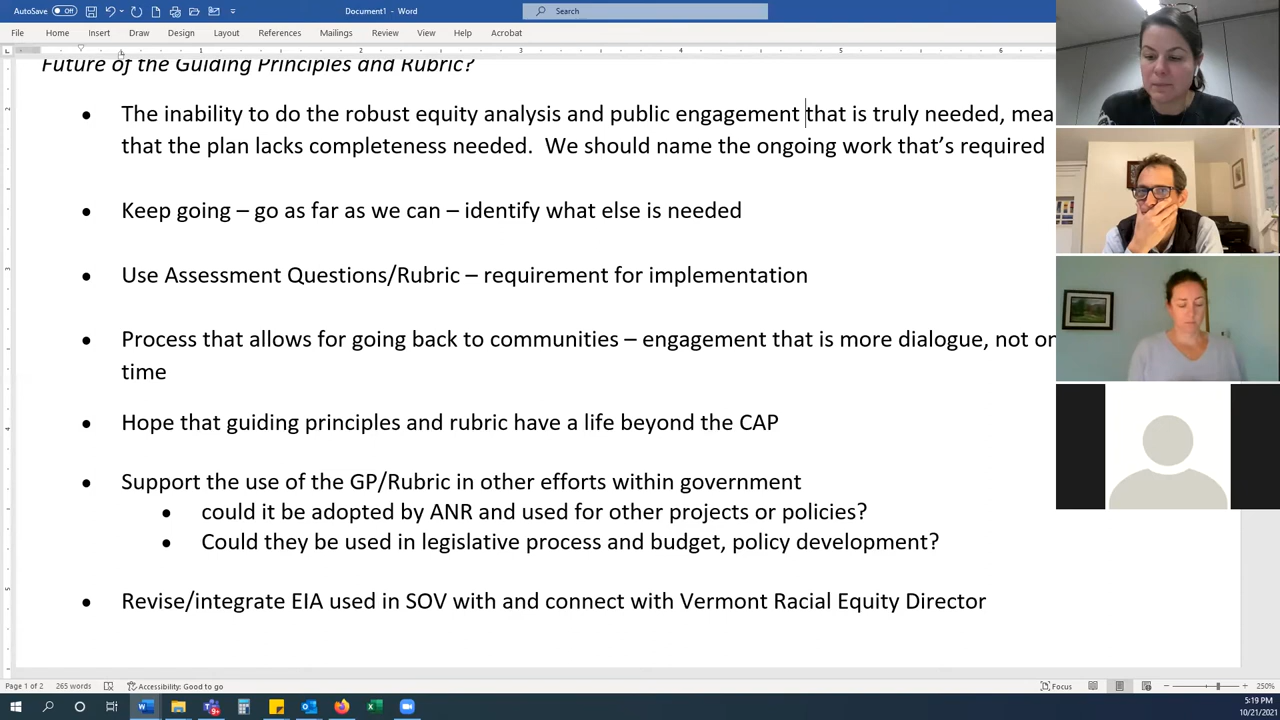 AutoSave Off Document1 - Word Search
File Home Insert Draw Design Layout References Mailings Review View Help Acrobat
1 2 3 4 5 6
Future of the Guiding Principles and Rubric?
• The inability to do the robust equity analysis and public engagement that is truly needed, mea
that the plan lacks completeness needed. We should name the ongoing work that’s required
• Keep going – go as far as we can – identify what else is needed
• Use Assessment Questions/Rubric – requirement for implementation
• Process that allows for going back to communities – engagement that is more dialogue, not on
time
• Hope that guiding principles and rubric have a life beyond the CAP
• Support the use of the GP/Rubric in other efforts within government
• could it be adopted by ANR and used for other projects or policies?
• Could they be used in legislative process and budget, policy development?
• Revise/integrate EIA used in SOV with and connect with Vermont Racial Equity Director
Page 1 of 2 265 words Accessibility: Good to go Focus 250%
5:19 PM
10/21/2021